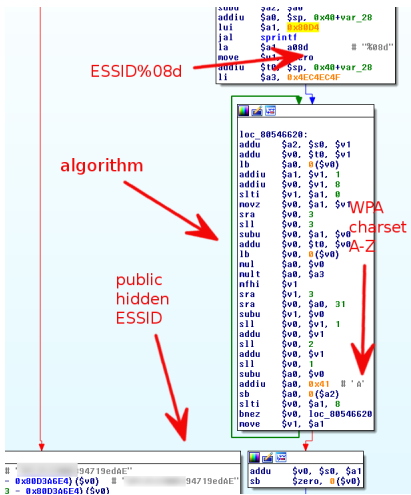 subu $a2, $a0
addiu $a0, $sp, 0x40+var_28
lui $a1, 0x80D4
jal sprintf
la $a1, a08d # "%08d"
move $v1, $zero
addiu $t0, $sp, 0x40+var_28
li $a3, 0x4EC4EC4F
ESSID%08d
loc_80546620:
addu $a2, $s0, $v1
addu $v0, $t0, $v1
lb $a0, 0($v0)
addiu $a1, $v1, 1
addiu $v0, $v1, 8
slti $v1, $a1, 0
movz $v0, $a1, $v1
sra $v0, 3
sll $v0, 3
subu $v0, $a1, $v0
addu $v0, $t0, $v0
lb $v0, 0($v0)
mul $a0, $v0
mult $a0, $a3
mfhi $v1
sra $v1, 3
sra $v0, $a0, 31
subu $v1, $v0
sll $v0, $v1, 1
addu $v0, $v1
sll $v0, 2
addu $v0, $v1
sll $v0, 1
subu $a0, $v0
addiu $a0, 0x41 # 'A'
sb $a0, 0($a2)
slti $v0, $a1, 8
bnez $v0, loc_80546620
move $v1, $a1
algorithm
WPA
charset
A-Z
public
hidden
ESSID
# "94719edAE"
- 0x80D3A6E4)($v0) # "94719edAE"
3 - 0x80D3A6E4)($v0)
addu $v0, $s0, $a1
sb $zero, 0($v0)